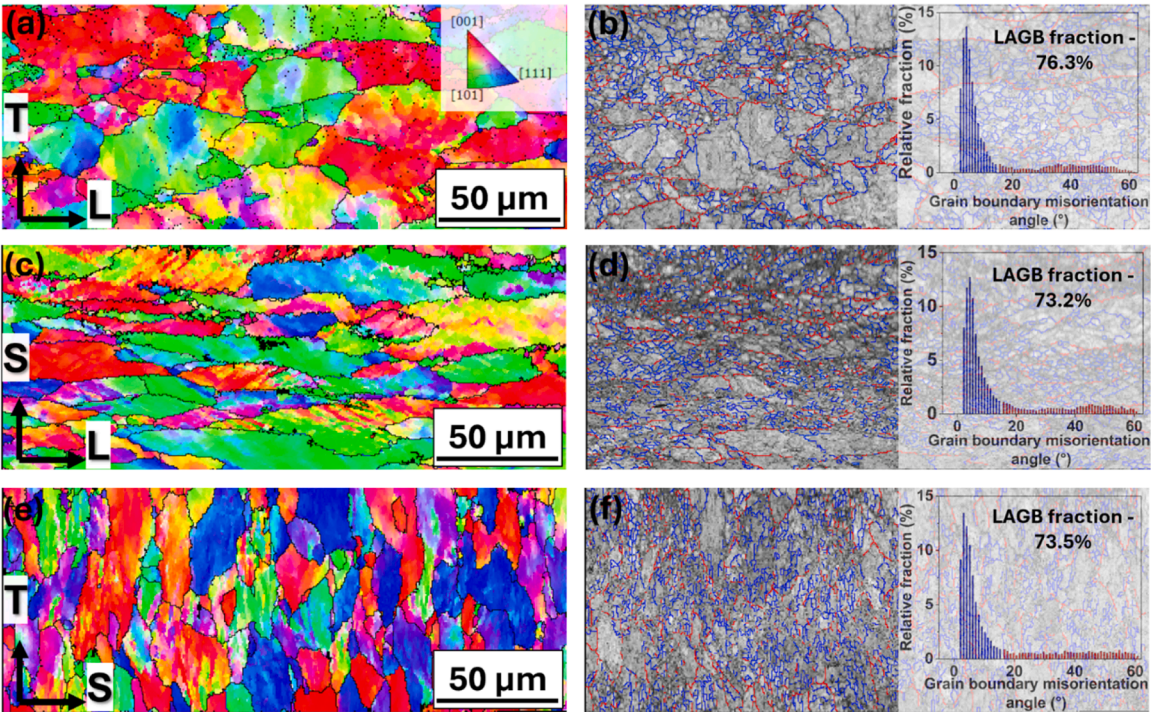 (a)
[001]
[111]
[101]
T
L
50 µm
(b)
Relative fraction (%)
15
10
5
0
LAGB fraction -
76.3%
0 20 40 60
Grain boundary misorientation
angle (°)
(c)
S
L
50 µm
(d)
Relative fraction (%)
15
10
5
0
LAGB fraction -
73.2%
0 20 40 60
Grain boundary misorientation
angle (°)
(e)
T
S
50 µm
(f)
Relative fraction (%)
15
10
5
0
LAGB fraction -
73.5%
0 20 40 60
Grain boundary misorientation
angle (°)